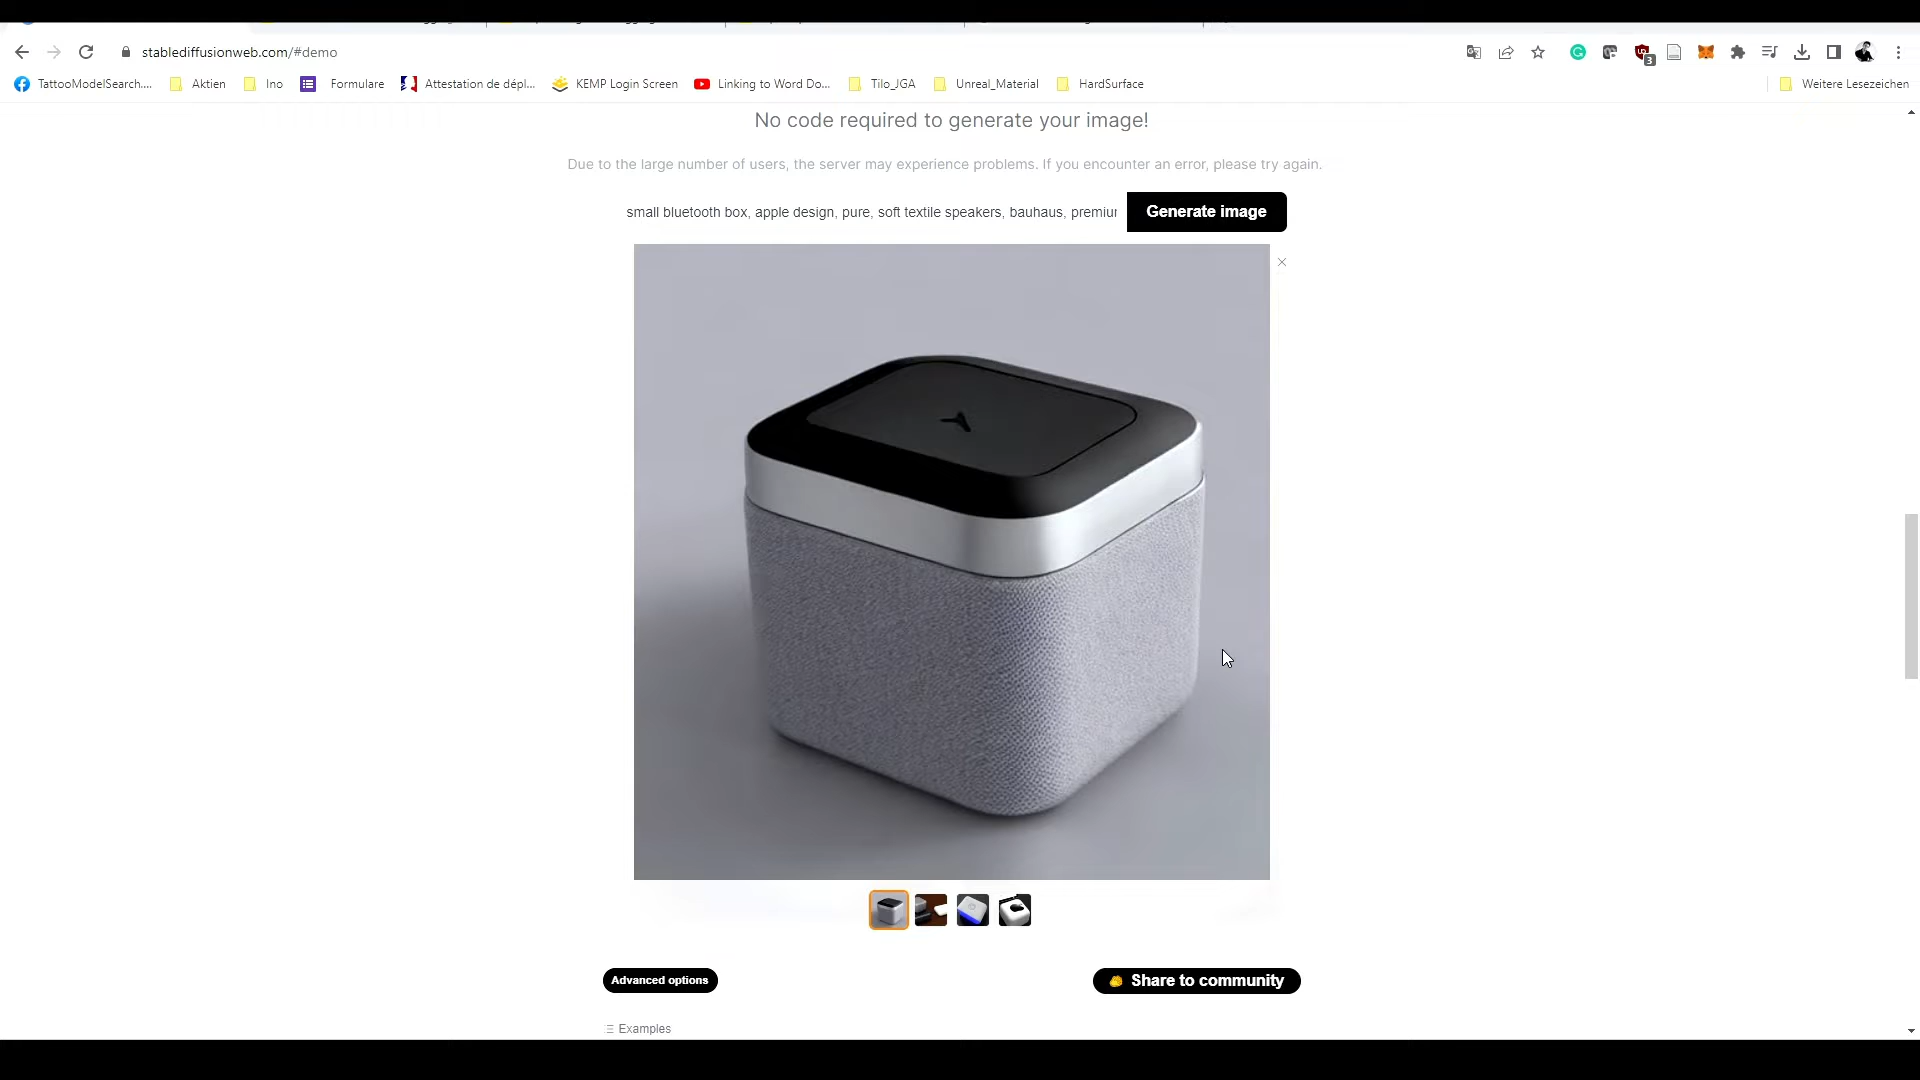 stablediffusionweb.com/#demo
3
TattooModelSearch.... Aktien Ino Formulare Attestation de dépl... KEMP Login Screen Linking to Word Do... Tilo_JGA Unreal_Material HardSurface Weitere Lesezeichen
No code required to generate your image!
Due to the large number of users, the server may experience problems. If you encounter an error, please try again.
small bluetooth box, apple design, pure, soft textile speakers, bauhaus, premiur
Generate image
Advanced options
Share to community
Examples